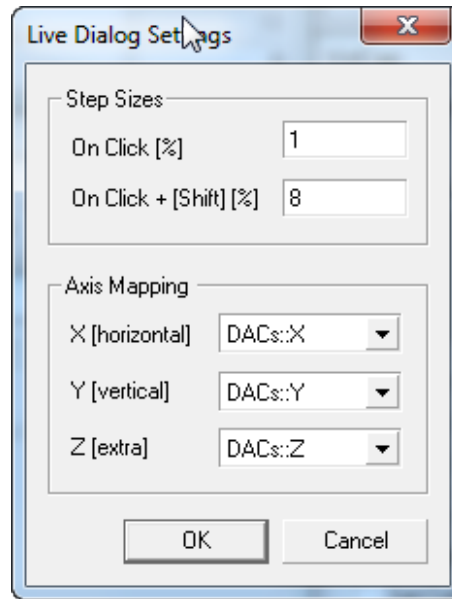 Live Dialog Settings
Step Sizes
On Click [%]
1
On Click + [Shift] [%]
8
Axis Mapping
X [horizontal]
DACs::X
Y [vertical]
DACs::Y
Z [extra]
DACs::Z
OK
Cancel